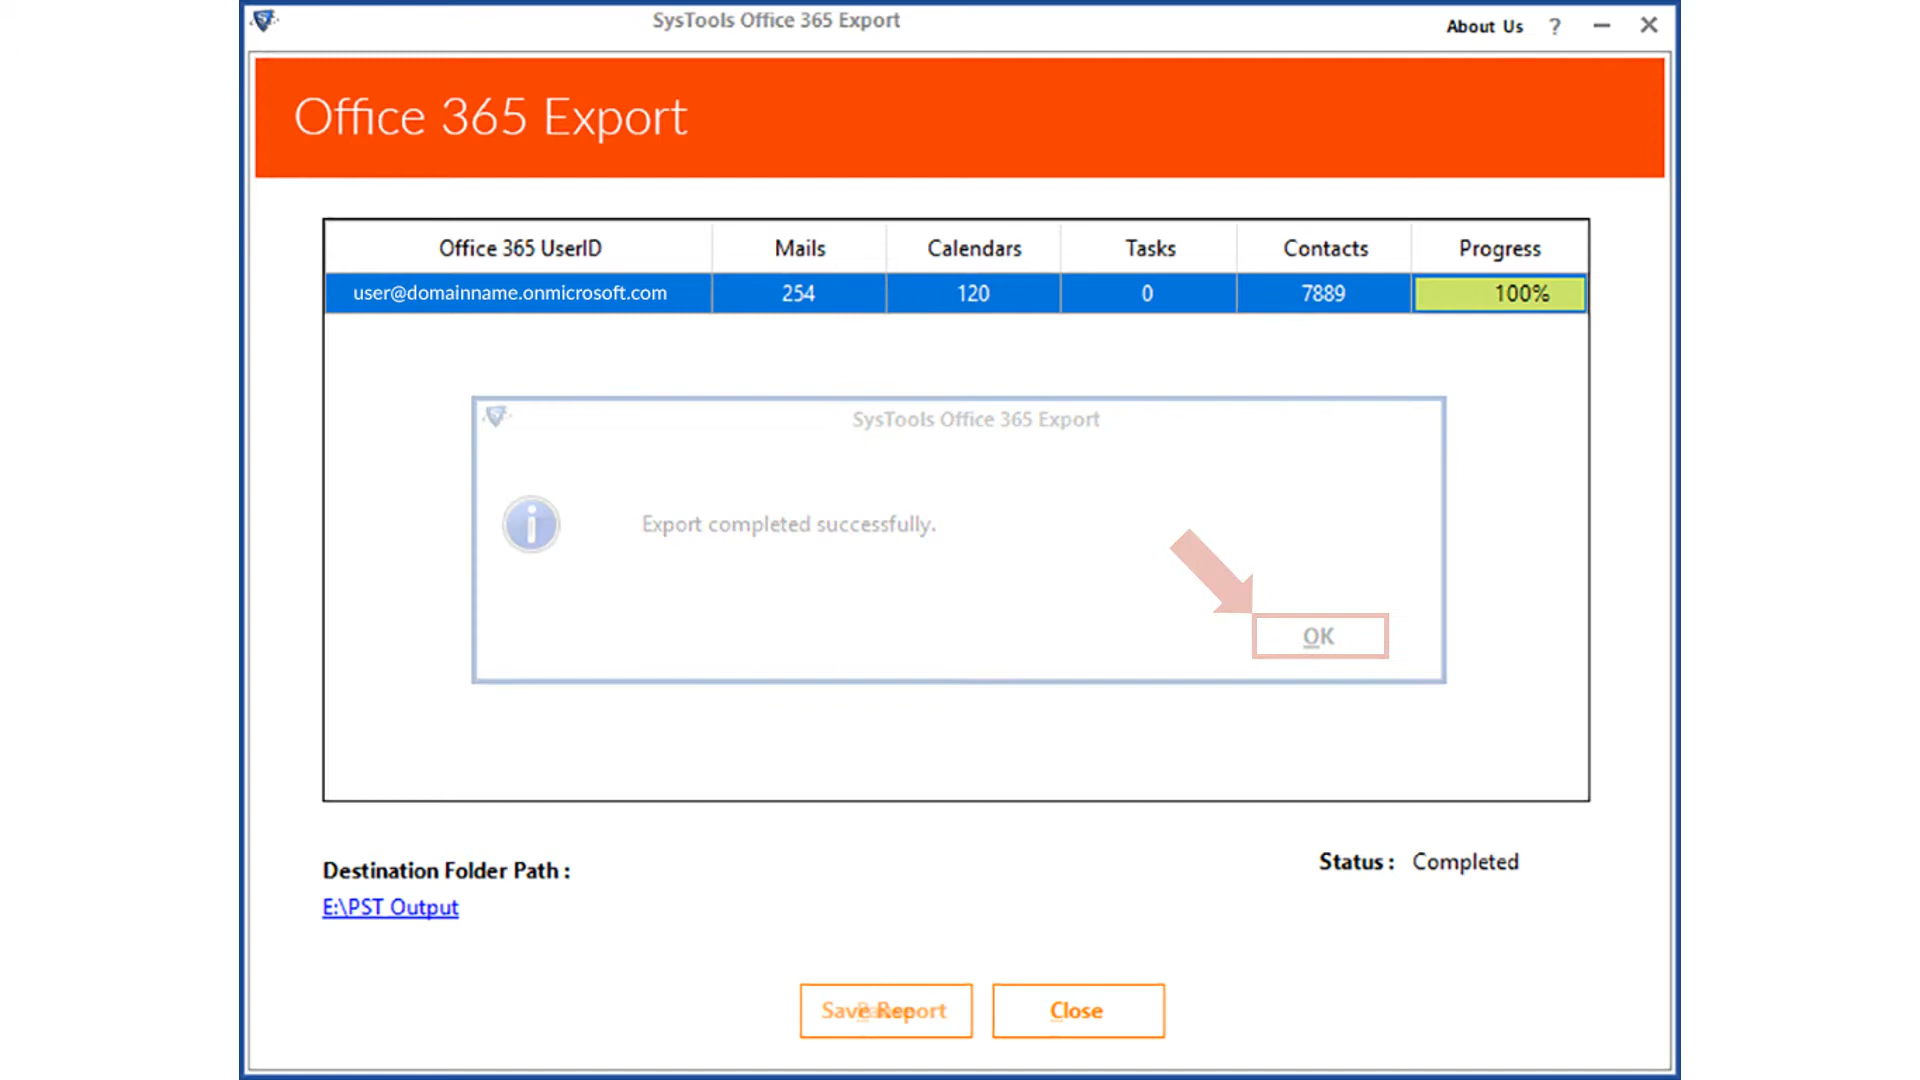 SysTools Office 365 Export
About Us ?
Office 365 Export
Office 365 UserID Mails Calendars Tasks Contacts Progress
user@domainname.onmicrosoft.com 254 120 0 7889 100%
SysTools Office 365 Export
Export completed successfully.
OK
Status : Completed
Destination Folder Path :
E:\PST Output
Save Report Close